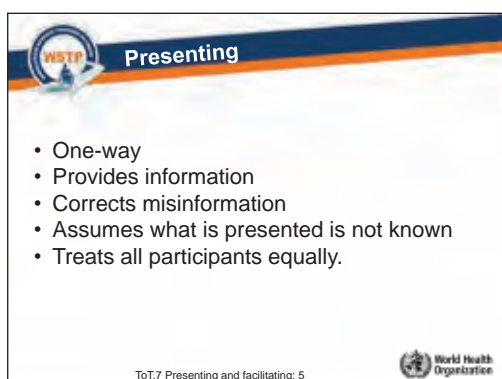 WSTP
Presenting
• One-way
• Provides information
• Corrects misinformation
• Assumes what is presented is not known
• Treats all participants equally.
ToT.7 Presenting and facilitating: 5
World Health
Organization